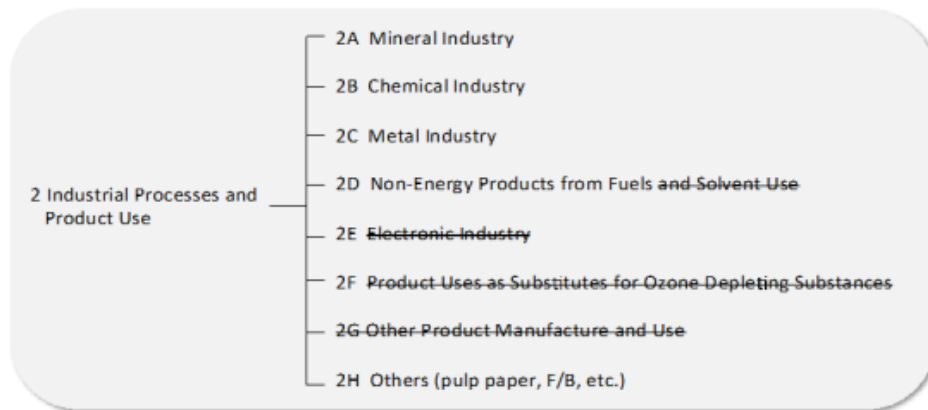 2A Mineral Industry
2B Chemical Industry
2C Metal Industry
2D Non-Energy Products from Fuels and Solvent Use
2 Industrial Processes and
Product Use
2E Electronic Industry
2F Product Uses as Substitutes for Ozone Depleting Substances
2G Other Product Manufacture and Use
2H Others (pulp paper, F/B, etc.)